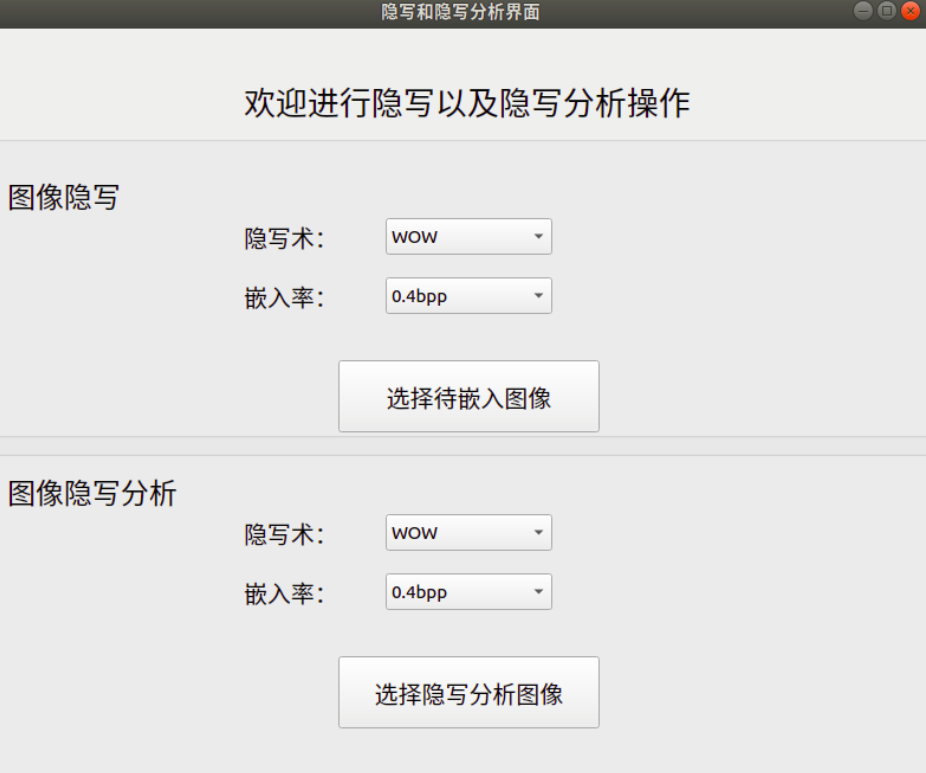 隐写和隐写分析界面
欢迎进行隐写以及隐写分析操作
图像隐写
隐写术： WOW
嵌入率： 0.4bpp
选择待嵌入图像
图像隐写分析
隐写术： WOW
嵌入率： 0.4bpp
选择隐写分析图像